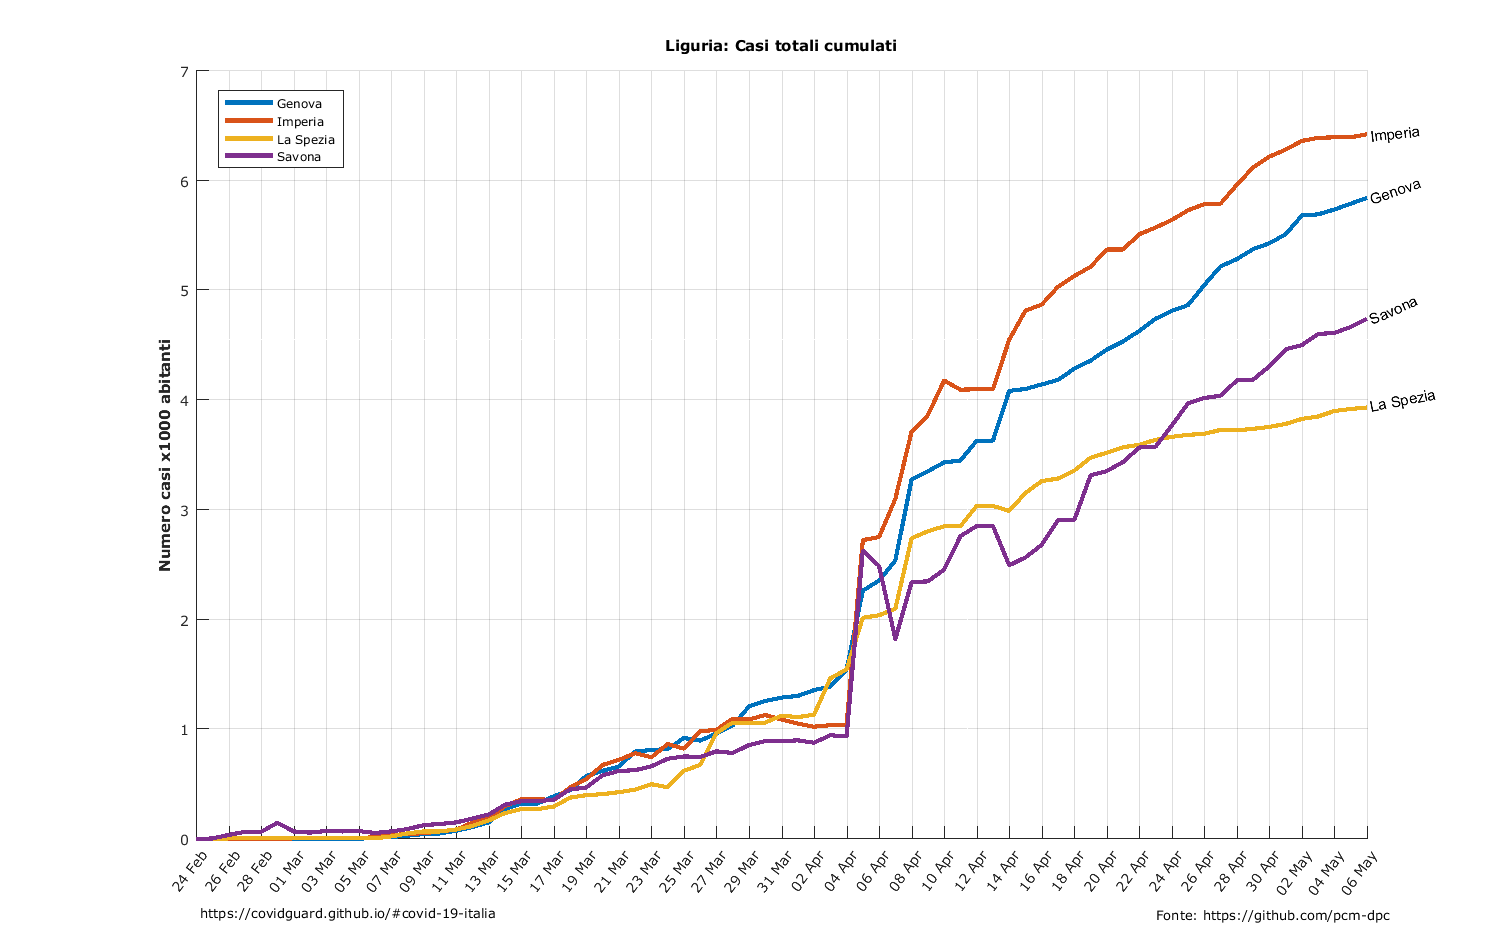 Liguria: Casi totali cumulati
Numero casi x1000 abitanti
7
6
5
4
3
2
1
0
Genova
Imperia
La Spezia
Savona
Imperia
Genova
Savona
La Spezia
24 Feb
26 Feb
28 Feb
01 Mar
03 Mar
05 Mar
07 Mar
09 Mar
11 Mar
13 Mar
15 Mar
17 Mar
19 Mar
21 Mar
23 Mar
25 Mar
27 Mar
29 Mar
31 Mar
02 Apr
04 Apr
06 Apr
08 Apr
10 Apr
12 Apr
14 Apr
16 Apr
18 Apr
20 Apr
22 Apr
24 Apr
26 Apr
28 Apr
30 Apr
02 May
04 May
06 May
https://covidguard.github.io/#covid-19-italia
Fonte: https://github.com/pcm-dpc